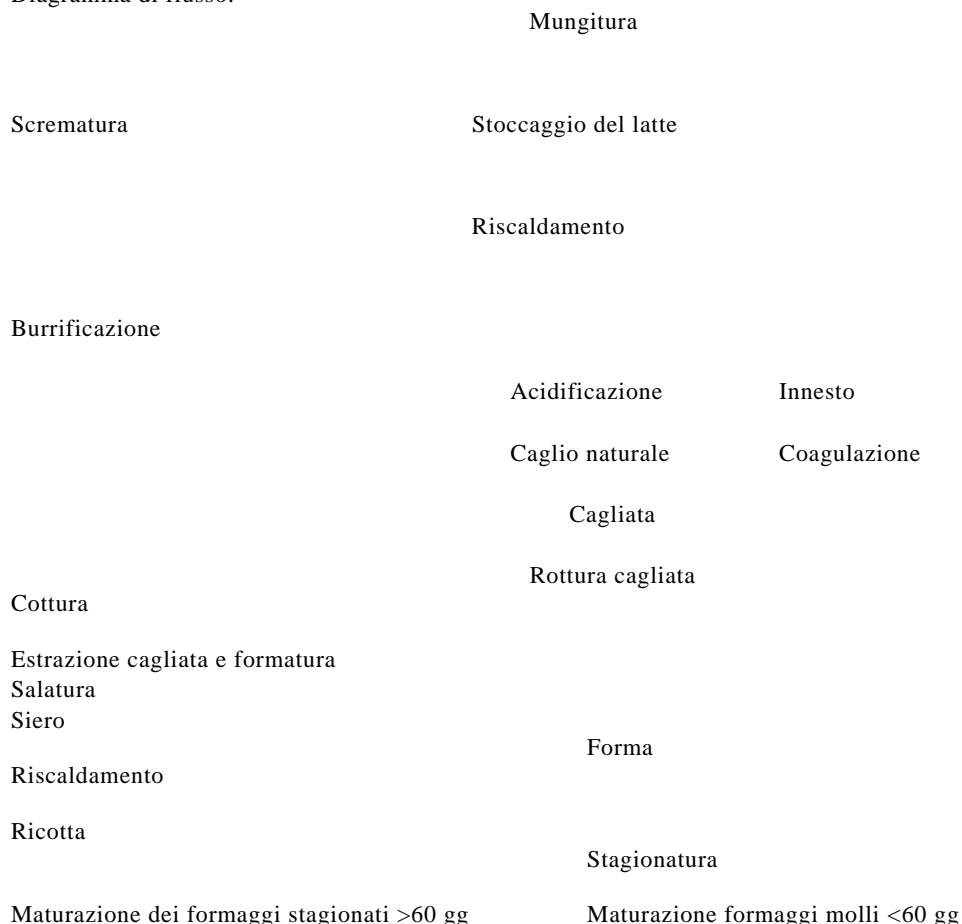 Diagramma di flusso:
Mungitura
Scrematura Stoccaggio del latte
Riscaldamento
Burrificazione
Acidificazione Innesto
Caglio naturale Coagulazione
Cagliata
Rottura cagliata
Cottura
Estrazione cagliata e formatura
Salatura
Siero
Forma
Riscaldamento
Ricotta
Stagionatura
Maturazione dei formaggi stagionati >60 gg Maturazione formaggi molli <60 gg